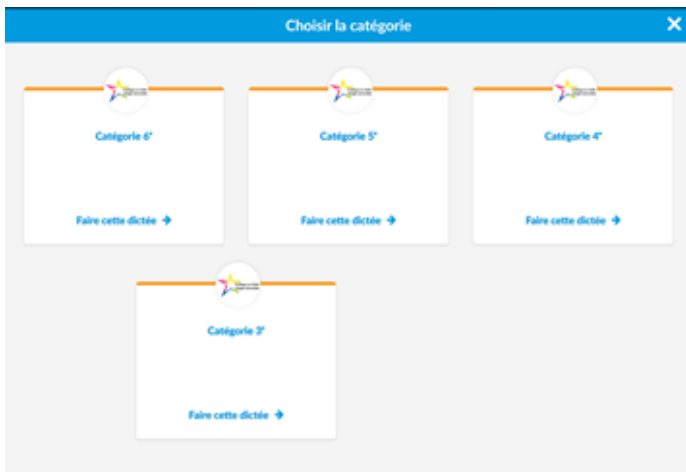 Choisir la catégorie
Catégorie 6ᵉ
Catégorie 5ᵉ
Catégorie 4ᵉ
Faire cette dictée →
Faire cette dictée →
Faire cette dictée →
Catégorie 3ᵉ
Faire cette dictée →